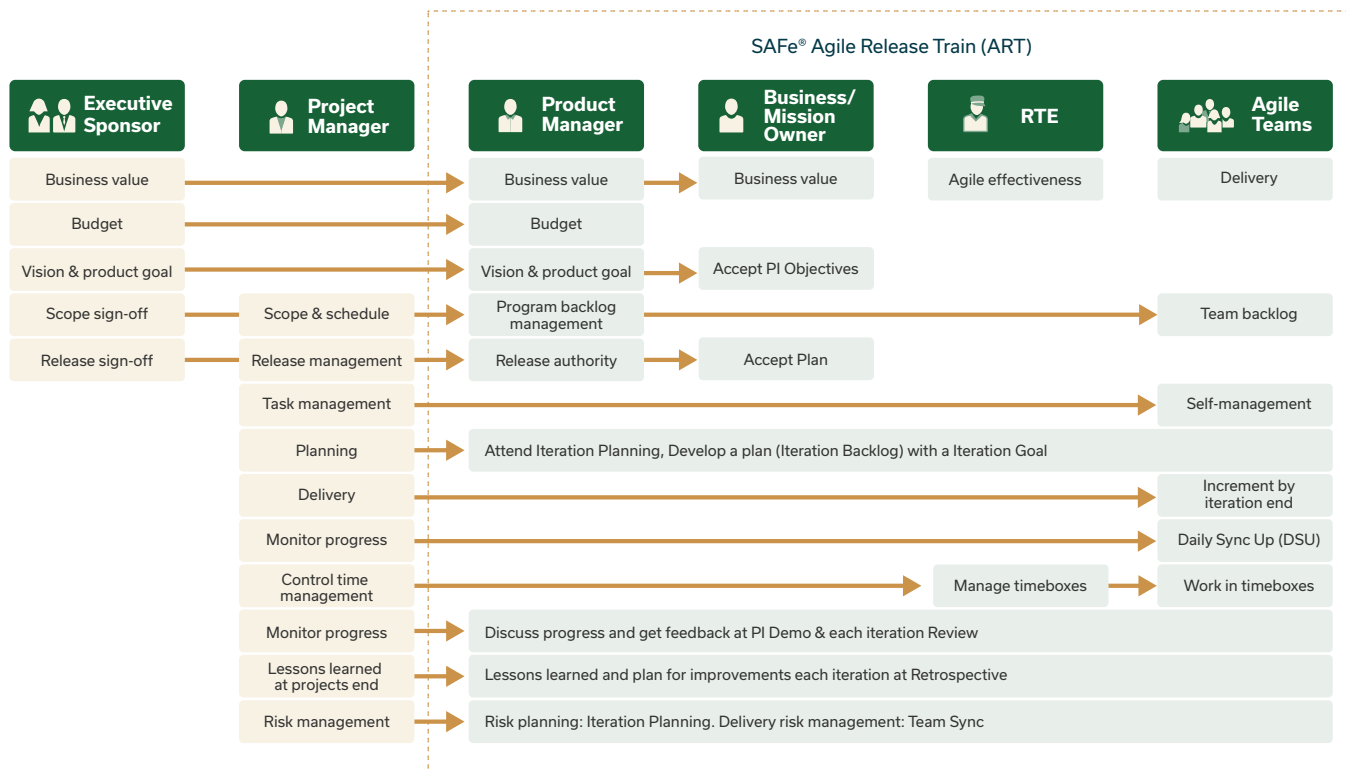 SAFe® Agile Release Train (ART)
Executive
Sponsor
Project
Manager
Product
Manager
Business/
Mission
Owner
RTE
Agile
Teams
Business value
Business value
Business value
Agile effectiveness
Delivery
Budget
Budget
Vision & product goal
Vision & product goal
Accept PI Objectives
Scope sign-off
Scope & schedule
Program backlog
management
Team backlog
Release sign-off
Release management
Release authority
Accept Plan
Task management
Self-management
Planning
Attend Iteration Planning, Develop a plan (Iteration Backlog) with a Iteration Goal
Delivery
Increment by
iteration end
Monitor progress
Daily Sync Up (DSU)
Control time
management
Manage timeboxes
Work in timeboxes
Monitor progress
Discuss progress and get feedback at PI Demo & each iteration Review
Lessons learned
at projects end
Lessons learned and plan for improvements each iteration at Retrospective
Risk management
Risk planning: Iteration Planning. Delivery risk management: Team Sync